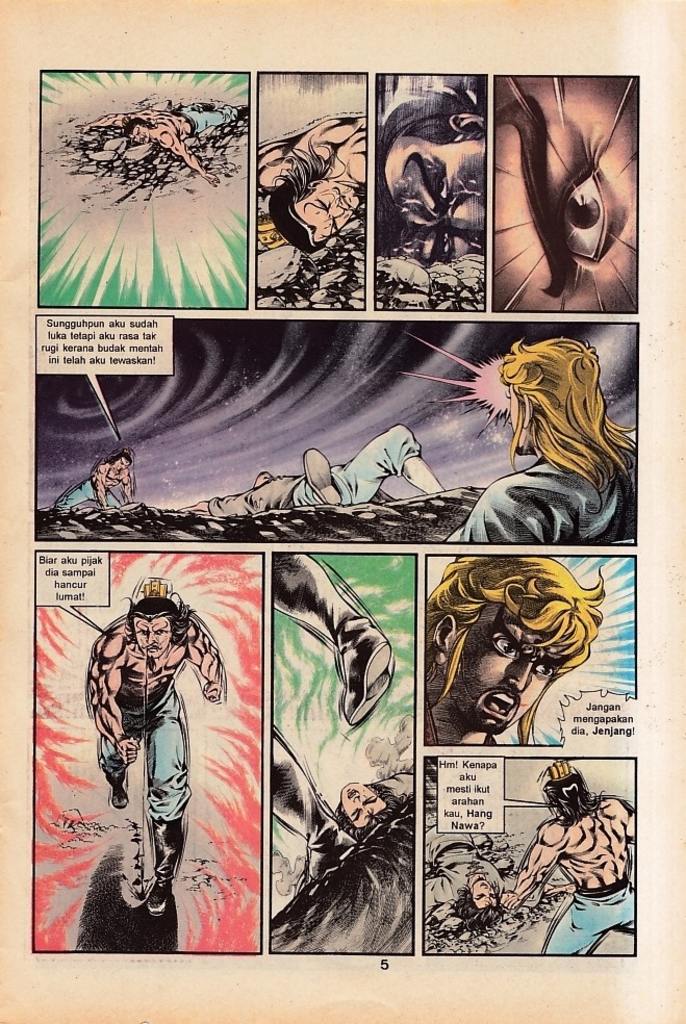 Sungguhpun aku sudah
luka tetapi aku rasa tak
rugi kerana budak mentah
ini telah aku tewaskan!
Biar aku pijak
dia sampai
hancur
lumat!
Jangan
mengapakan
dia, Jenjang!
Hm! Kenapa
aku
mesti ikut
arahan
kau, Hang
Nawa?
5